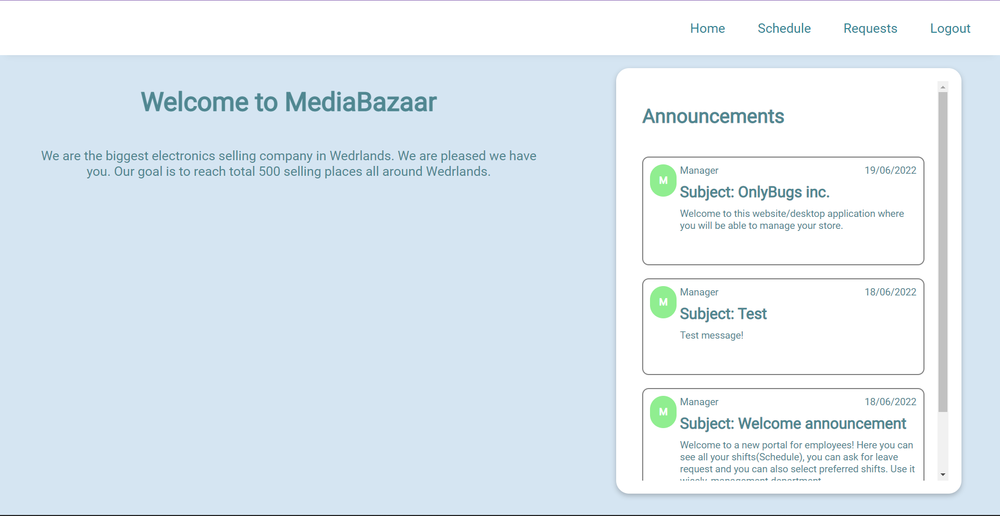 Home Schedule Requests Logout
Welcome to MediaBazaar
We are the biggest electronics selling company in Wedrlands. We are pleased we have
you. Our goal is to reach total 500 selling places all around Wedrlands.
Announcements
M Manager 19/06/2022
Subject: OnlyBugs inc.
Welcome to this website/desktop application where
you will be able to manage your store.
M Manager 18/06/2022
Subject: Test
Test message!
M Manager 18/06/2022
Subject: Welcome announcement
Welcome to a new portal for employees! Here you can
see all your shifts(Schedule), you can ask for leave
request and you can also select preferred shifts. Use it
wisely, management department